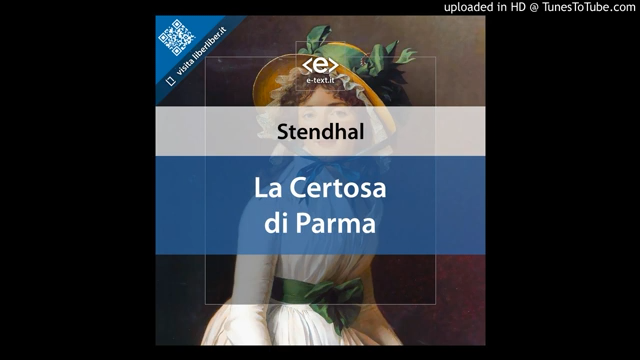 uploaded in HD @ TunesToTube.com
visita liberliber.it
<e>
e-text.it
Stendhal
La Certosa
di Parma